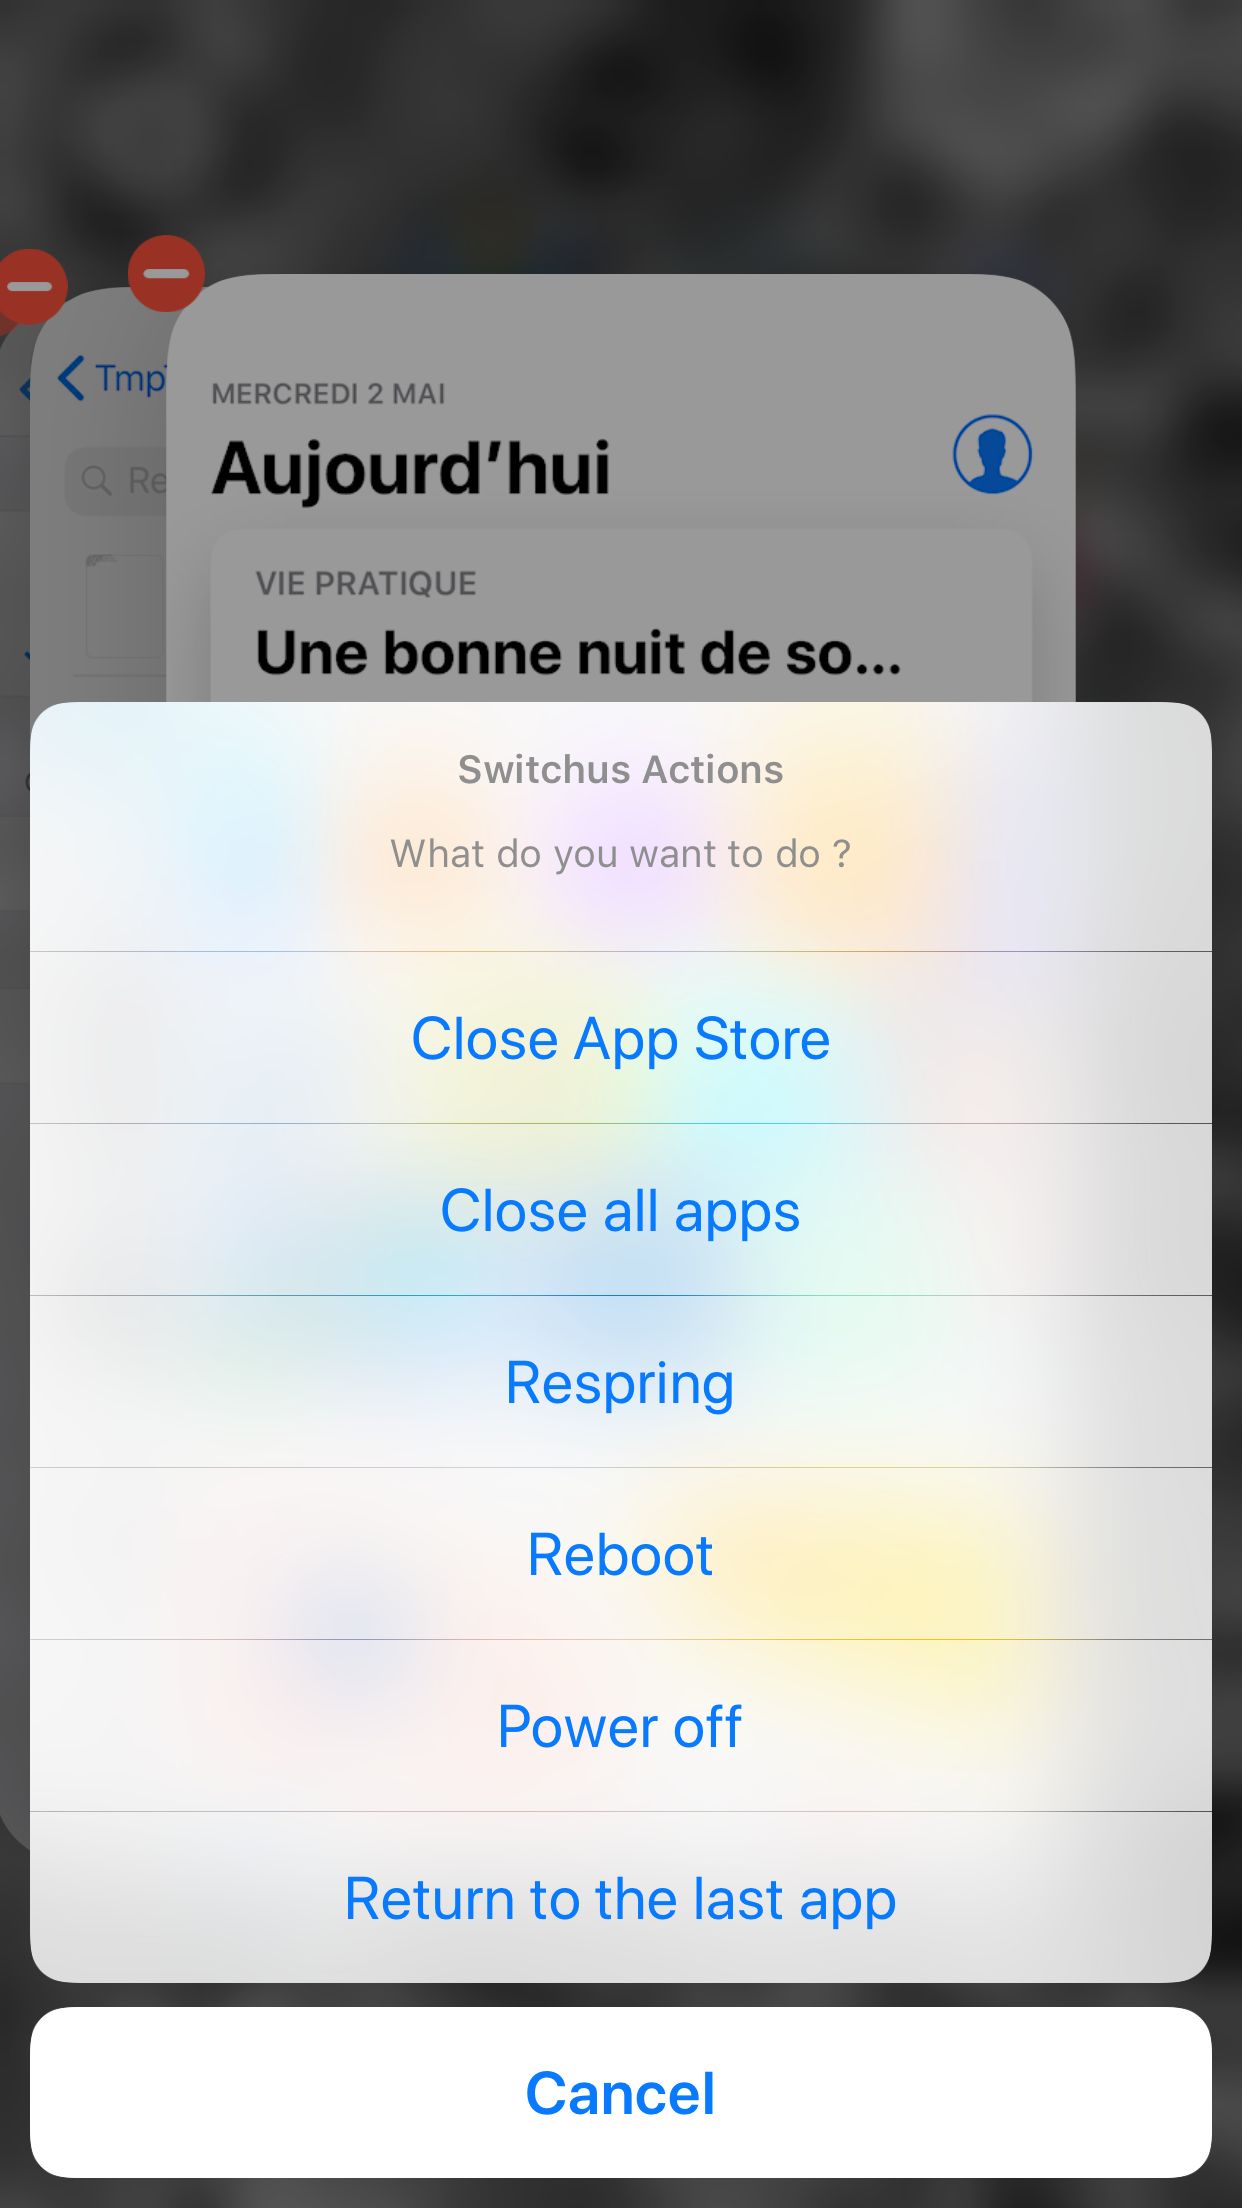 Tmp
MERCREDI 2 MAI
Aujourd’hui
Re
VIE PRATIQUE
Une bonne nuit de so...
Switchus Actions
What do you want to do ?
Close App Store
Close all apps
Respring
Reboot
Power off
Return to the last app
Cancel